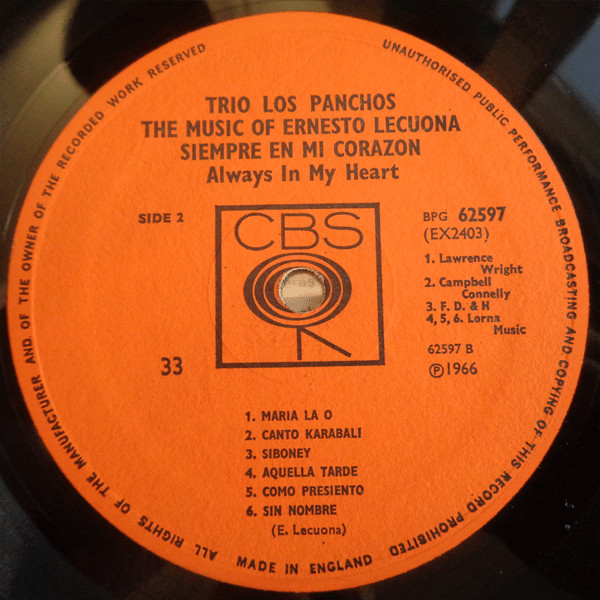 ALL RIGHTS OF THE MANUFACTURER AND OF THE OWNER OF THE RECORDED WORK RESERVED
UNAUTHORISED PUBLIC PERFORMANCE BROADCASTING AND COPYING OF THIS RECORD PROHIBITED
TRIO LOS PANCHOS
THE MUSIC OF ERNESTO LECUONA
SIEMPRE EN MI CORAZON
Always In My Heart
SIDE 2
CBS
BPG 62597
(EX2403)
1. Lawrence
Wright
2. Campbell
Connelly
3. F. D. & H
4, 5, 6. Lorna
Music
62597 B
℗ 1966
33
1. MARIA LA O
2. CANTO KARABALI
3. SIBONEY
4. AQUELLA TARDE
5. COMO PRESIENTO
6. SIN NOMBRE
(E. Lecuona)
MADE IN ENGLAND